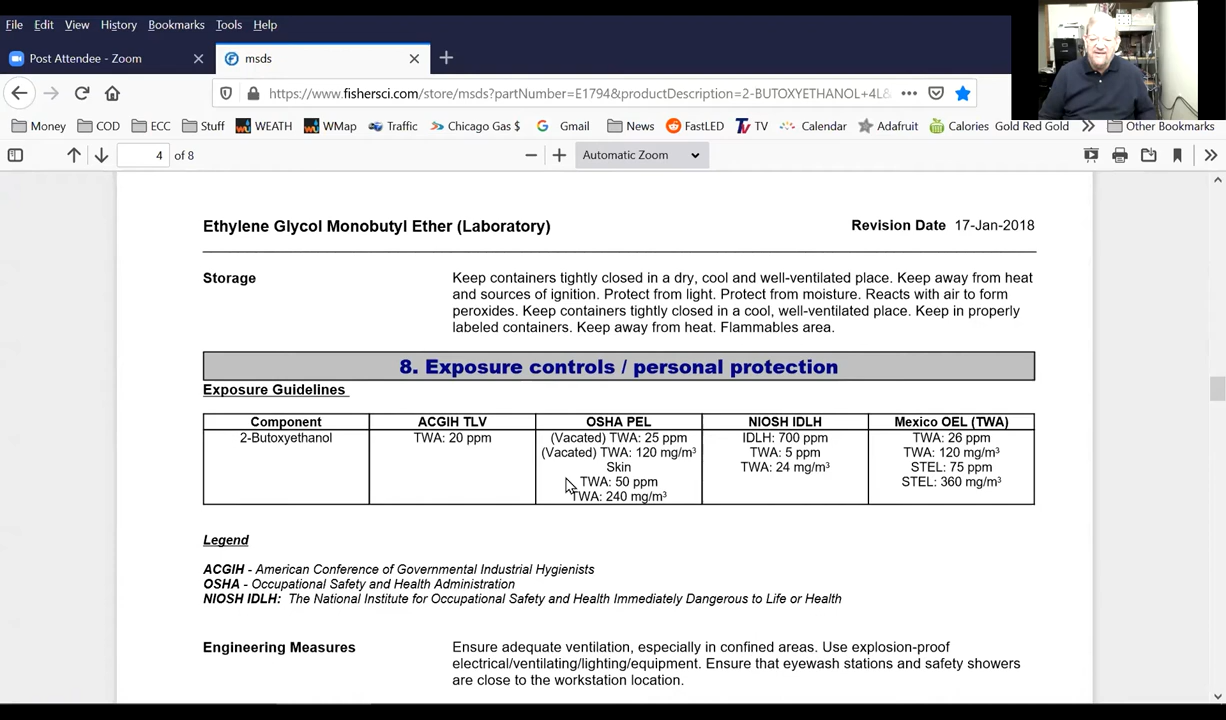 File Edit View History Bookmarks Tools Help
Post Attendee - Zoom
msds
https://www.fishersci.com/store/msds?partNumber=E1794&productDescription=2-BUTOXYETHANOL+4L&
Money COD ECC Stuff WEATH WMap Traffic Chicago Gas $ Gmail News FastLED TV Calendar Adafruit Calories Gold Red Gold Other Bookmarks
4 of 8 Automatic Zoom
Ethylene Glycol Monobutyl Ether (Laboratory) Revision Date 17-Jan-2018
Storage Keep containers tightly closed in a dry, cool and well-ventilated place. Keep away from heat
and sources of ignition. Protect from light. Protect from moisture. Reacts with air to form
peroxides. Keep containers tightly closed in a cool, well-ventilated place. Keep in properly
labeled containers. Keep away from heat. Flammables area.
8. Exposure controls / personal protection
Exposure Guidelines
Component ACGIH TLV OSHA PEL NIOSH IDLH Mexico OEL (TWA)
2-Butoxyethanol TWA: 20 ppm (Vacated) TWA: 25 ppm IDLH: 700 ppm TWA: 26 ppm
(Vacated) TWA: 120 mg/m³ TWA: 5 ppm TWA: 120 mg/m³
Skin TWA: 24 mg/m³ STEL: 75 ppm
TWA: 50 ppm STEL: 360 mg/m³
TWA: 240 mg/m³
Legend
ACGIH - American Conference of Governmental Industrial Hygienists
OSHA - Occupational Safety and Health Administration
NIOSH IDLH: The National Institute for Occupational Safety and Health Immediately Dangerous to Life or Health
Engineering Measures Ensure adequate ventilation, especially in confined areas. Use explosion-proof
electrical/ventilating/lighting/equipment. Ensure that eyewash stations and safety showers
are close to the workstation location.